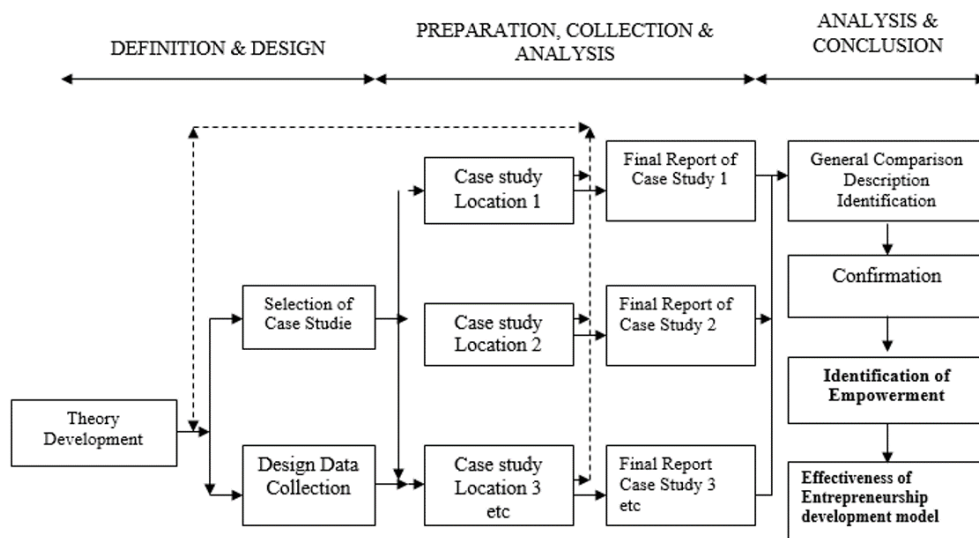 DEFINITION & DESIGN
PREPARATION, COLLECTION &
ANALYSIS
ANALYSIS &
CONCLUSION
Theory
Development
Selection of
Case Studie
Design Data
Collection
Case study
Location 1
Case study
Location 2
Case study
Location 3
etc
Final Report of
Case Study 1
Final Report of
Case Study 2
Final Report
Case Study 3
etc
General Comparison
Description
Identification
Confirmation
Identification of
Empowerment
Effectiveness of
Entrepreneurship
development model